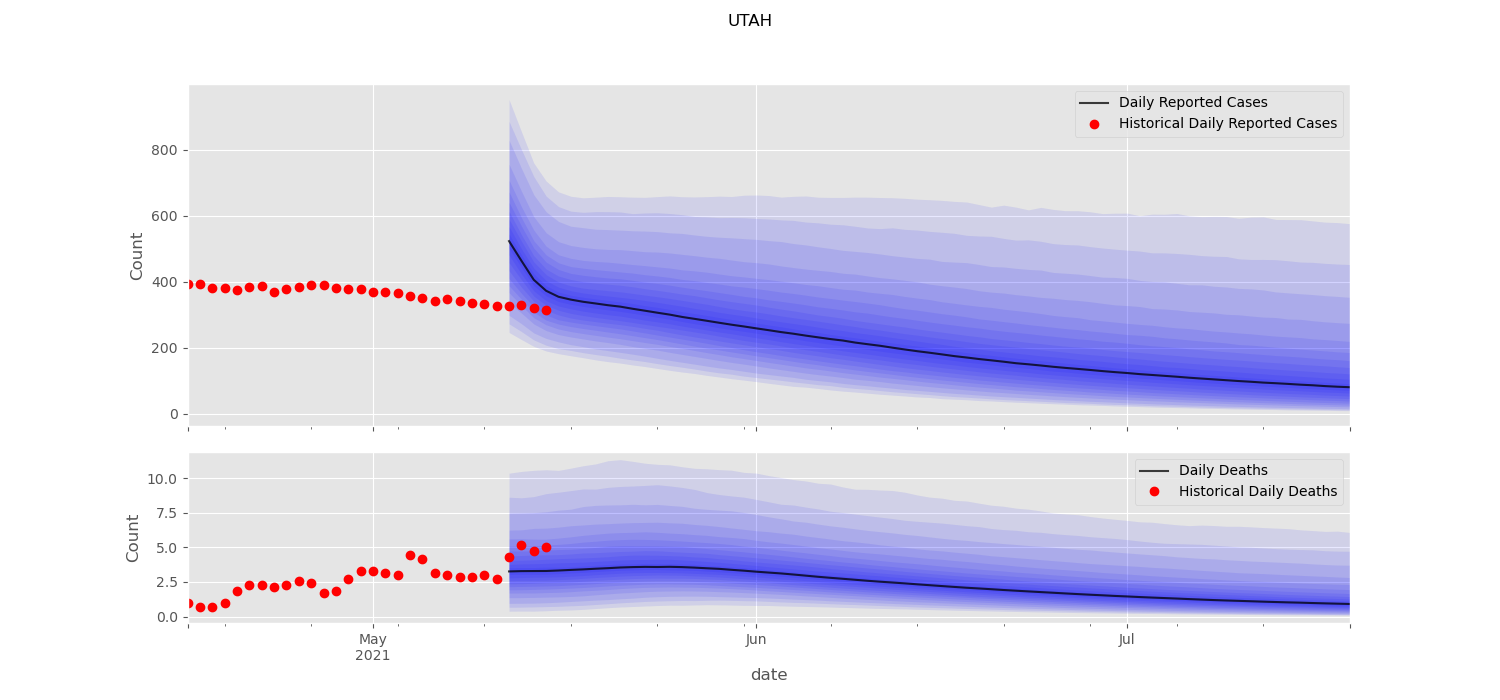 UTAH
Daily Reported Cases
Historical Daily Reported Cases
800
600
400
200
0
Count
Daily Deaths
Historical Daily Deaths
10.0
7.5
5.0
2.5
0.0
Count
May
2021
Jun
Jul
date